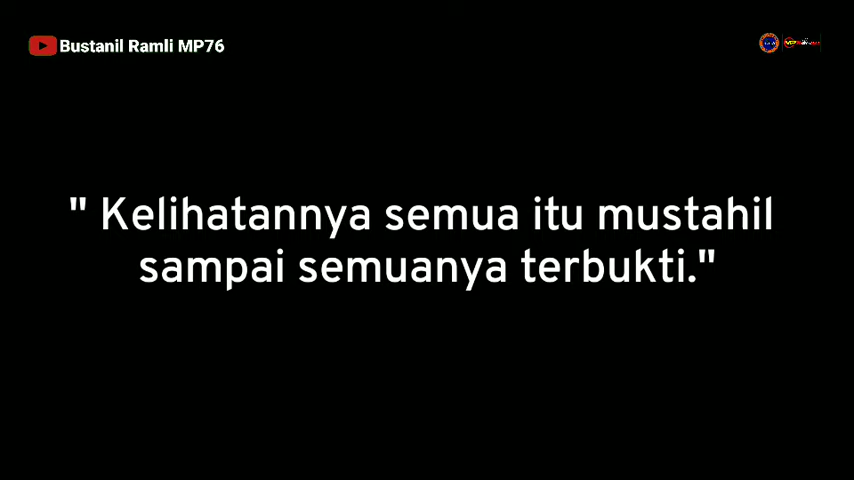 Bustanil Ramli MP76
" Kelihatannya semua itu mustahil
sampai semuanya terbukti."